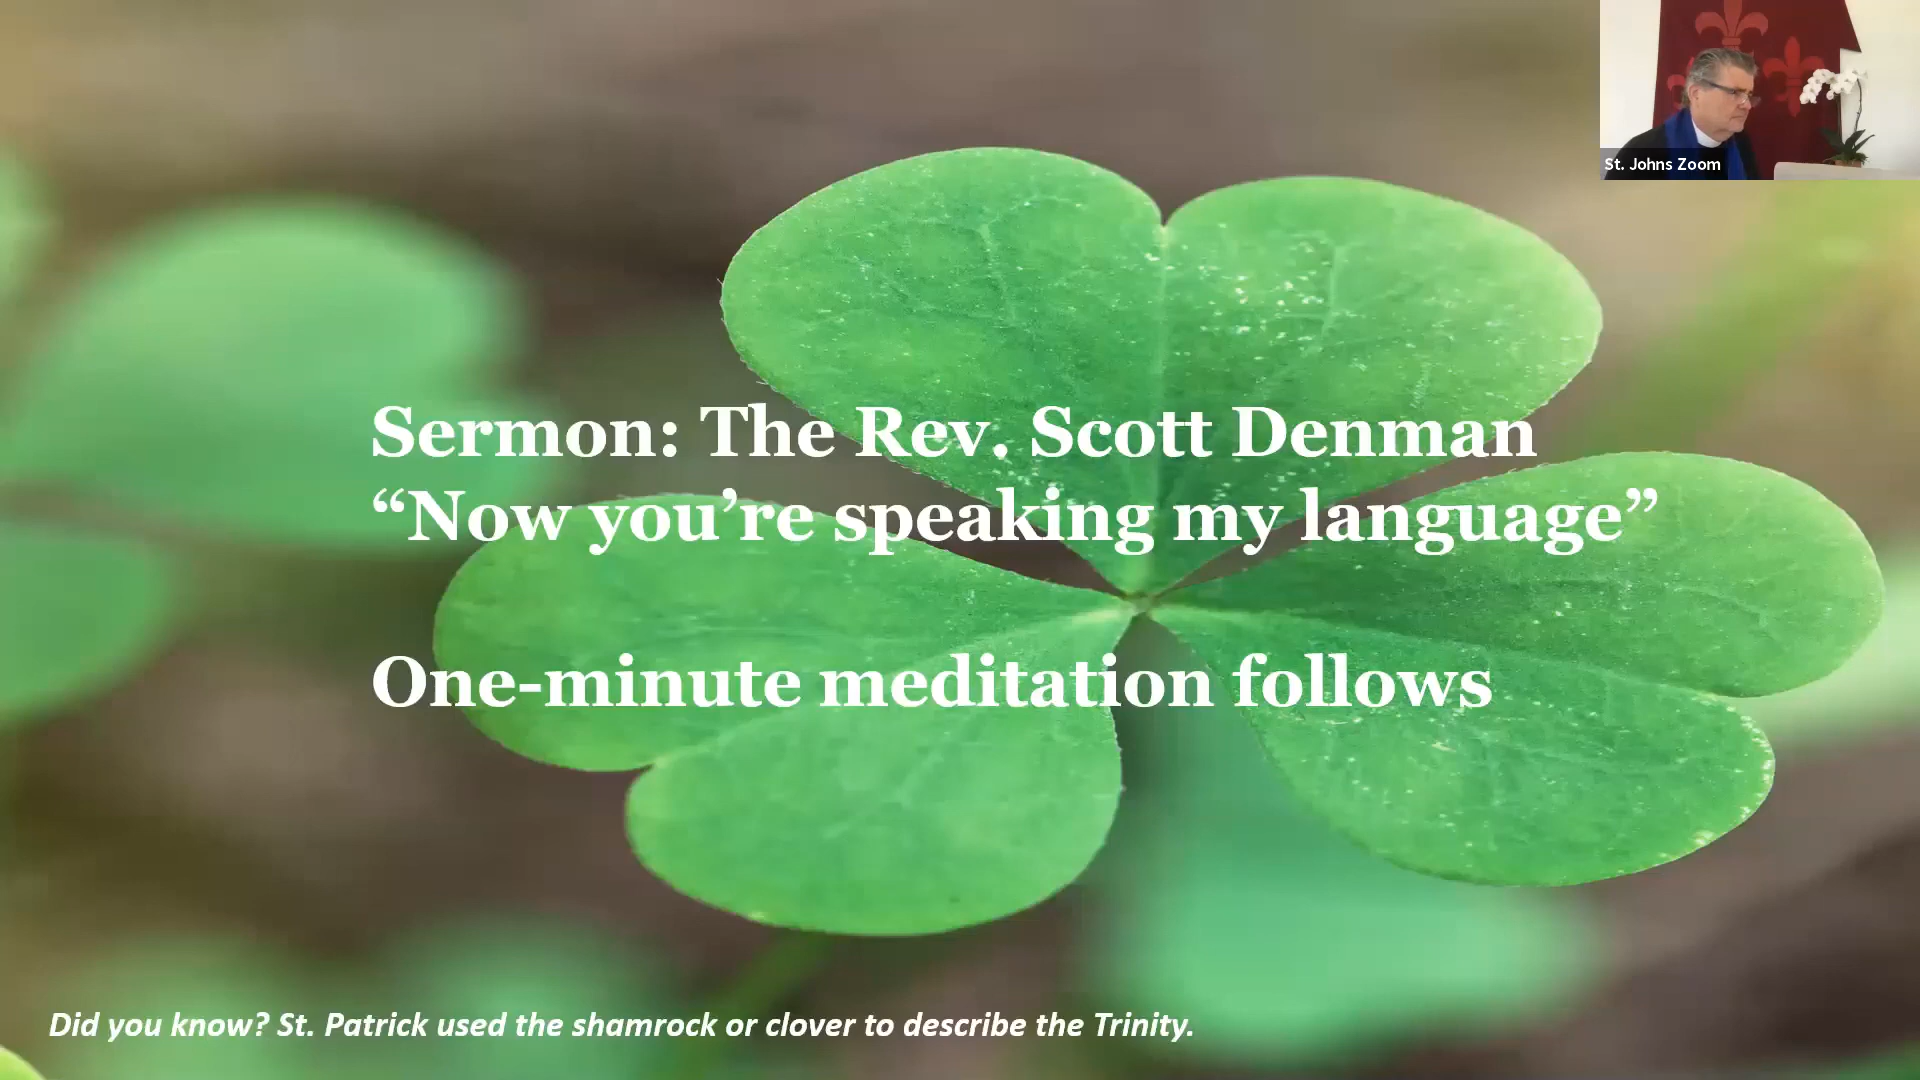 St. Johns Zoom
Sermon: The Rev. Scott Denman
“Now you’re speaking my language”
One-minute meditation follows
Did you know? St. Patrick used the shamrock or clover to describe the Trinity.